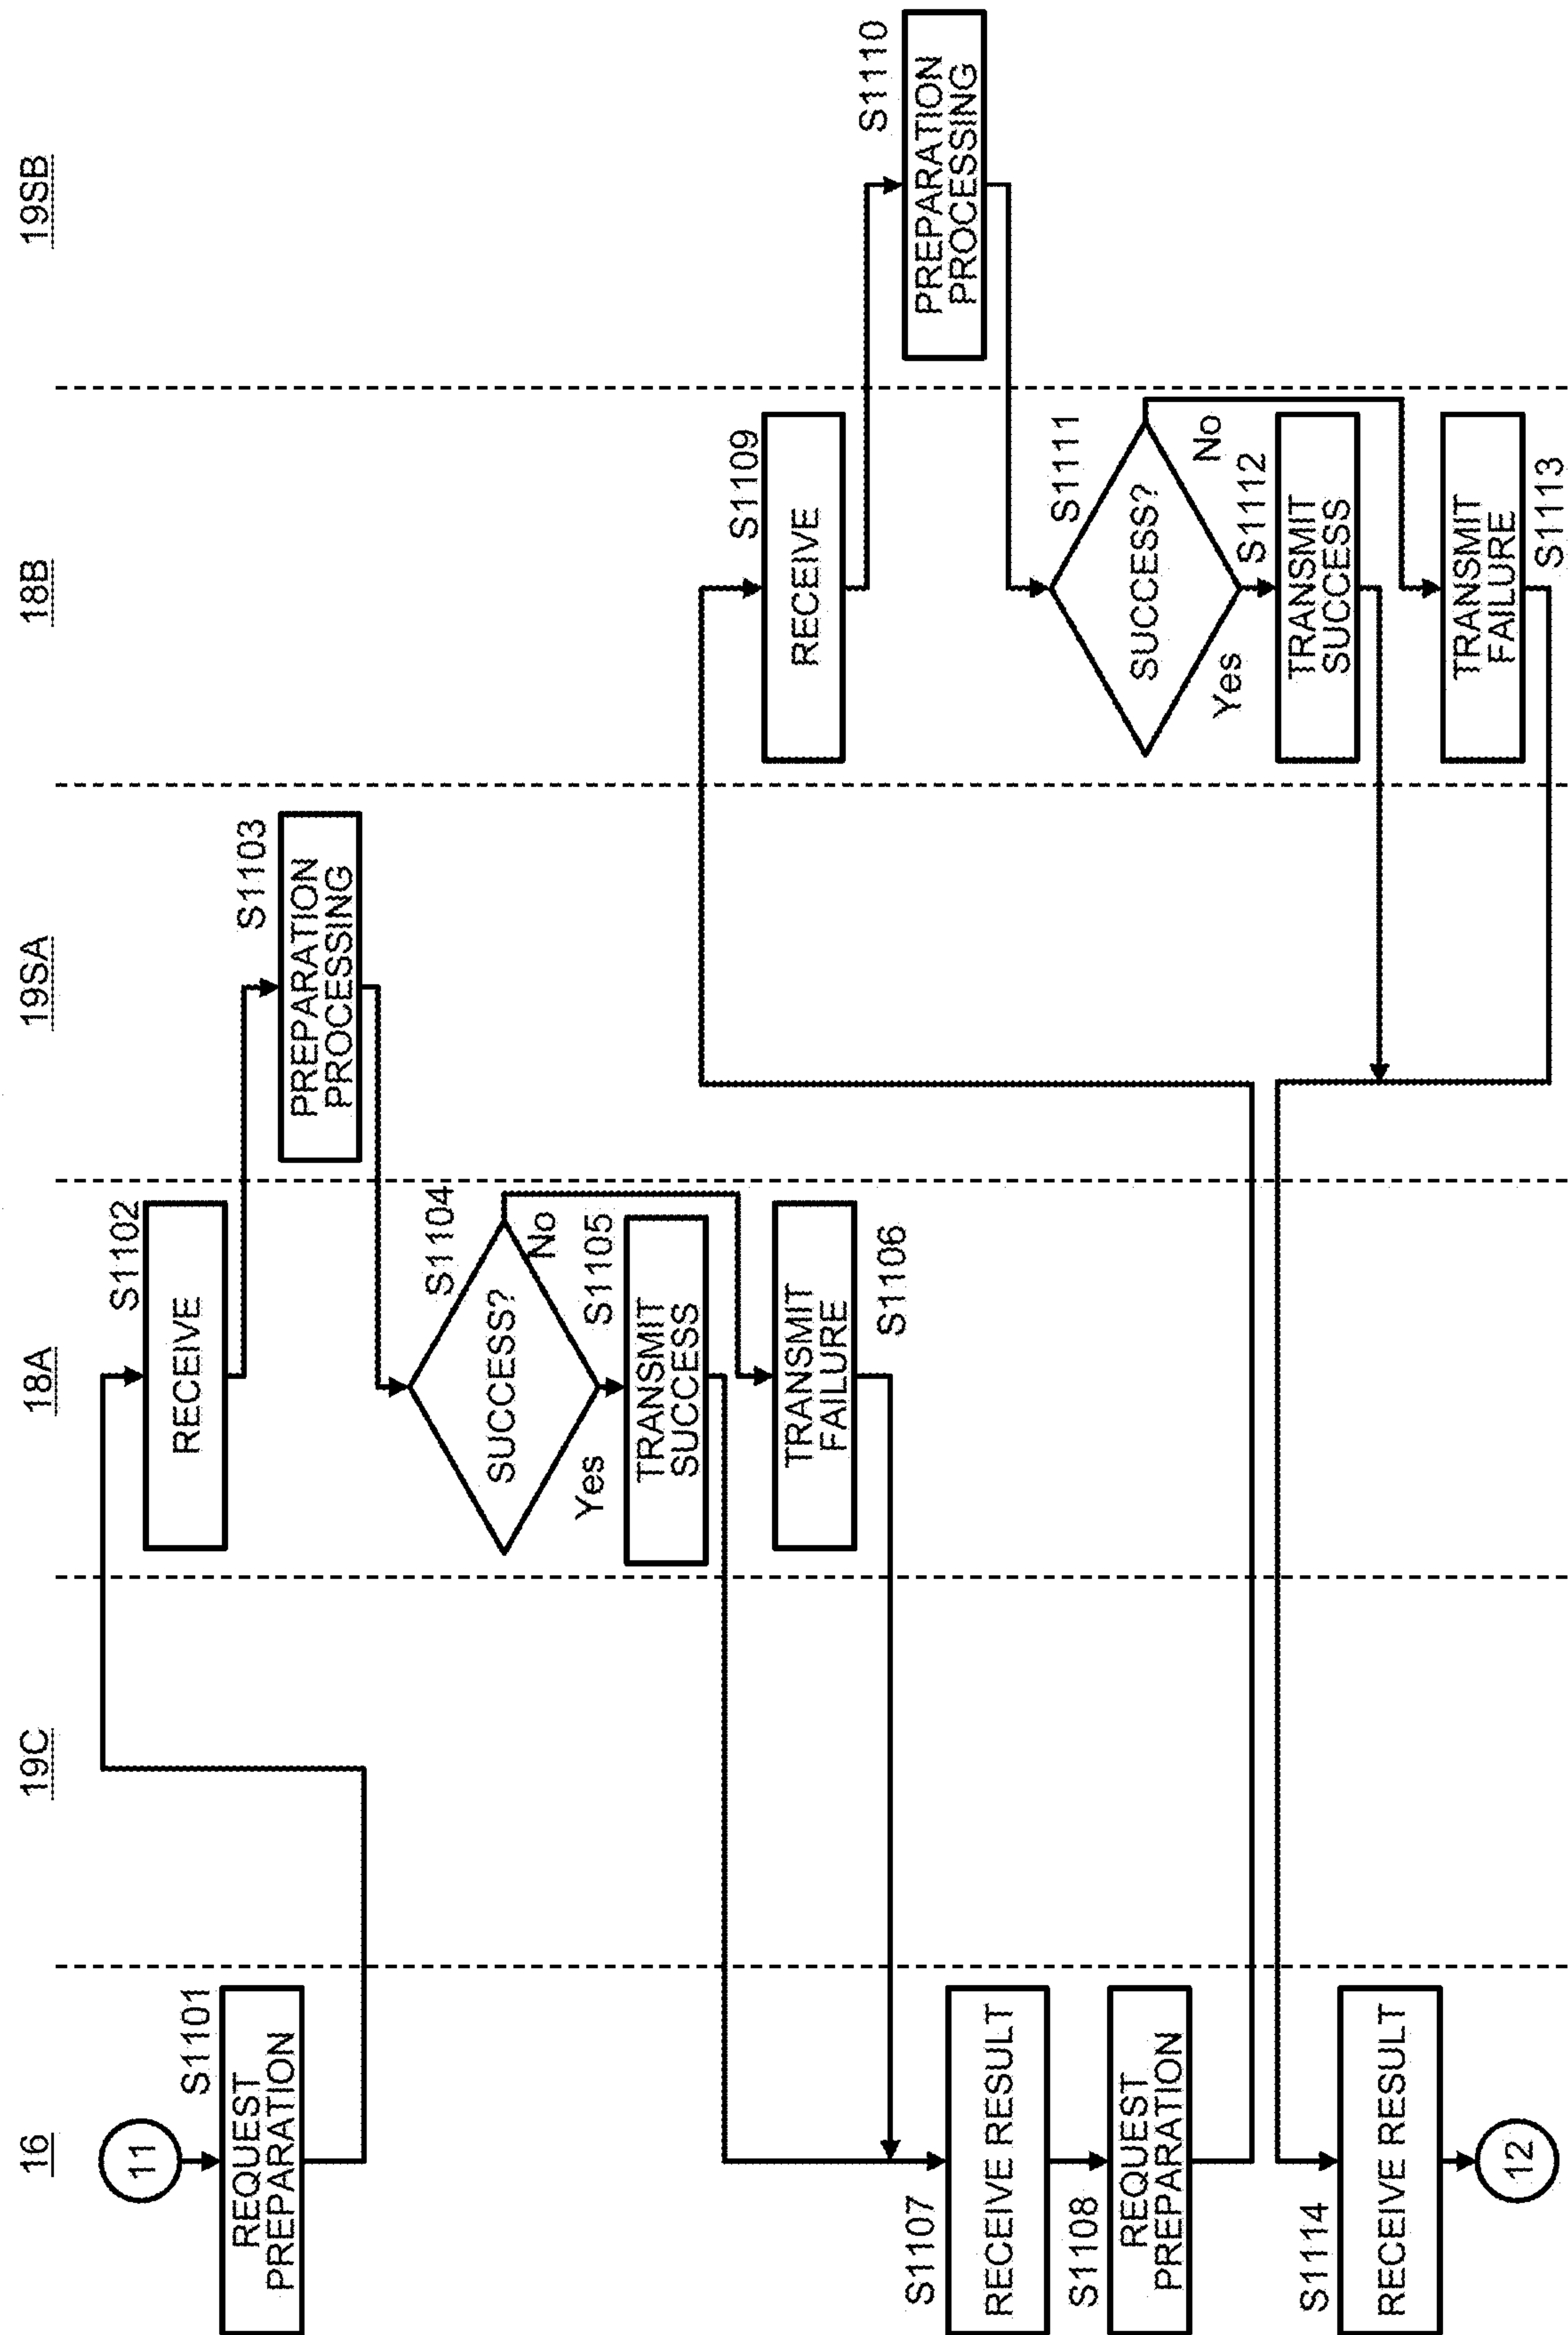 16
19C
18A
19SA
18B
19SB
11
S1101
REQUEST
PREPARATION
S1102
RECEIVE
S1103
PREPARATION
PROCESSING
S1104
SUCCESS?
No
Yes
S1105
TRANSMIT
SUCCESS
TRANSMIT
FAILURE
S1106
S1107
RECEIVE RESULT
S1108
REQUEST
PREPARATION
S1109
RECEIVE
S1110
PREPARATION
PROCESSING
S1111
SUCCESS?
No
Yes
S1112
TRANSMIT
SUCCESS
TRANSMIT
FAILURE
S1113
S1114
RECEIVE RESULT
12